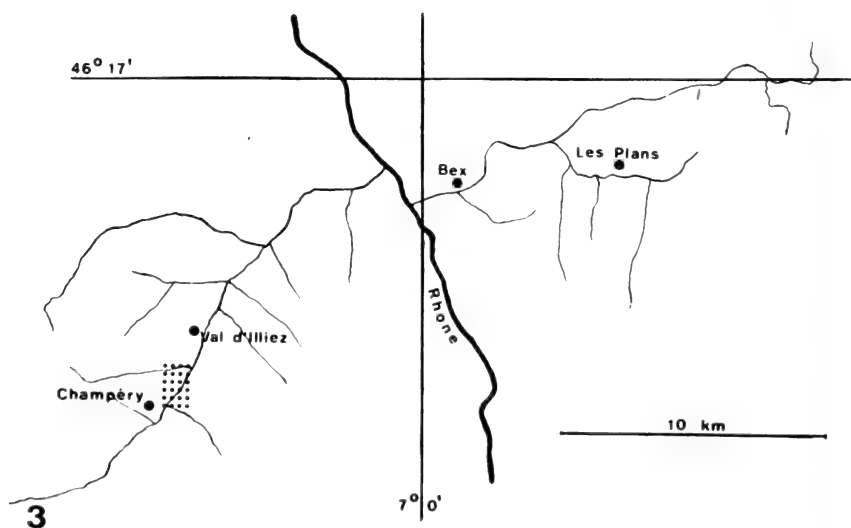 46° 17'
Les Plans
Bex
Rhone
Val d'Illiez
Champéry
10 km
7° 0'
3